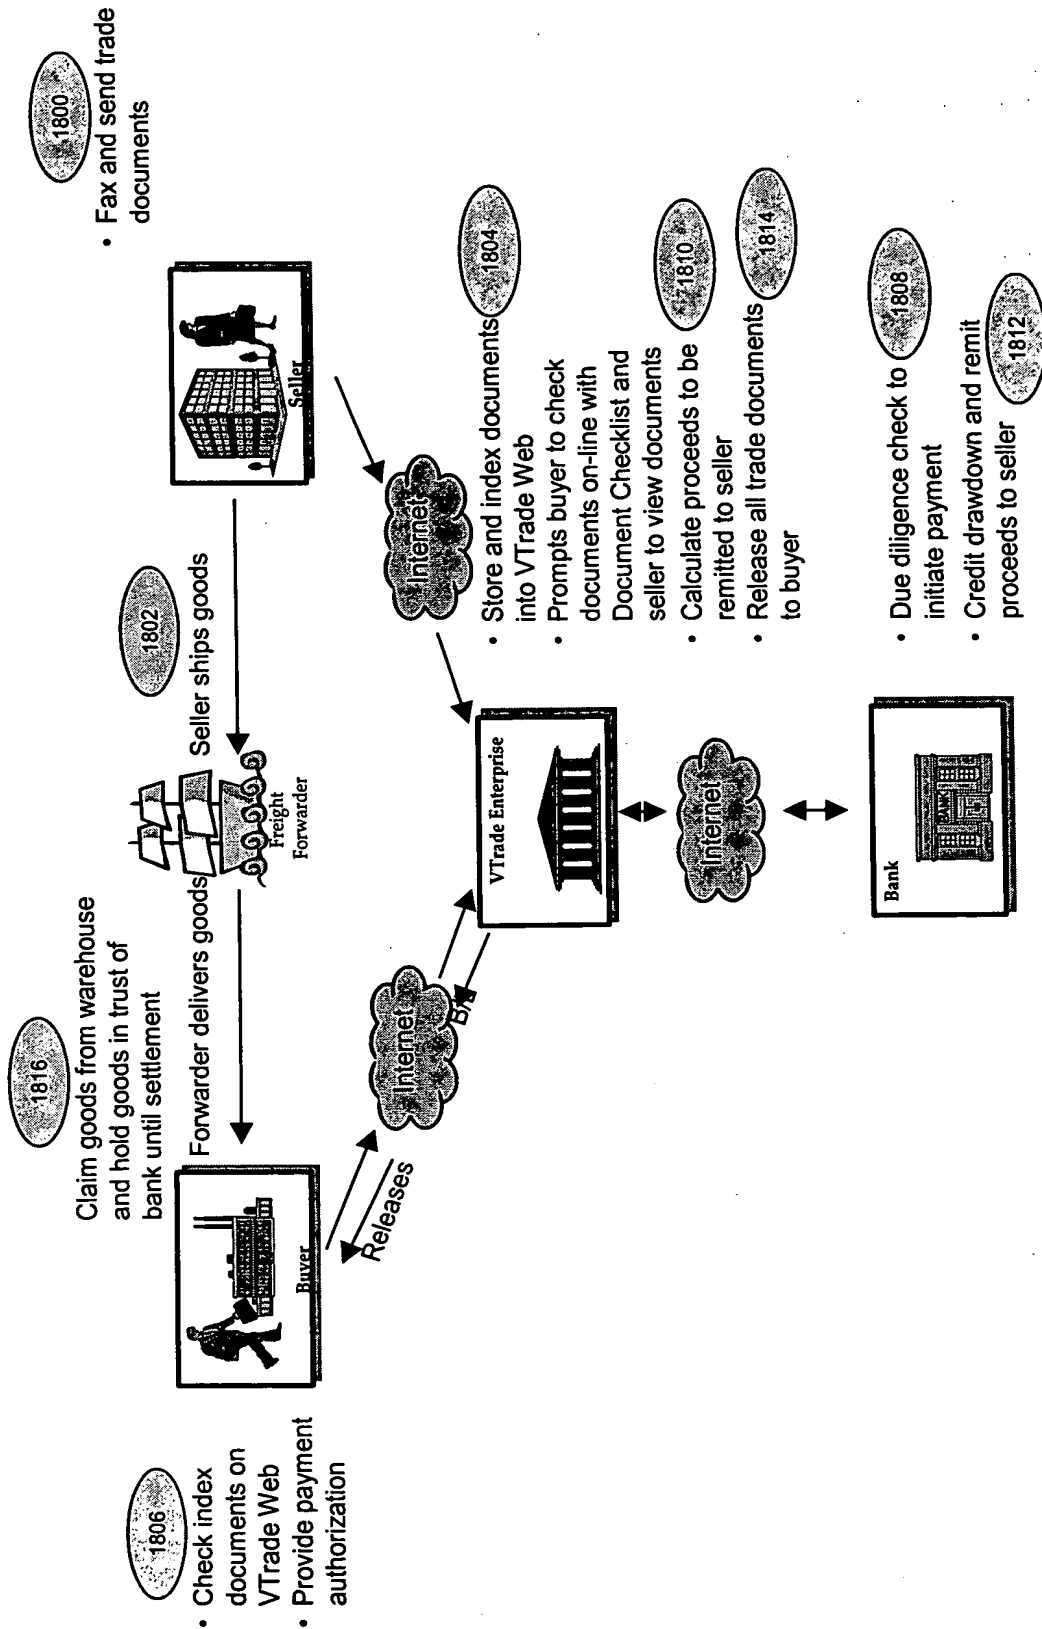 1816
Claim goods from warehouse
and hold goods in trust of
bank until settlement
1806
• Check index
documents on
VTrade Web
• Provide payment
authorization
Buyer
Forwarder delivers goods
Freight
Forwarder
1802
Seller ships goods
Seller
1800
• Fax and send trade
documents
Releases
Internet
Internet
VTrade Enterprise
1804
• Store and index documents
into VTrade Web
• Prompts buyer to check
documents on-line with
Document Checklist and
seller to view documents
1810
• Calculate proceeds to be
remitted to seller
1814
• Release all trade documents
to buyer
Internet
Bank
BANK
1808
• Due diligence check to
initiate payment
• Credit drawdown and remit
1812
proceeds to seller